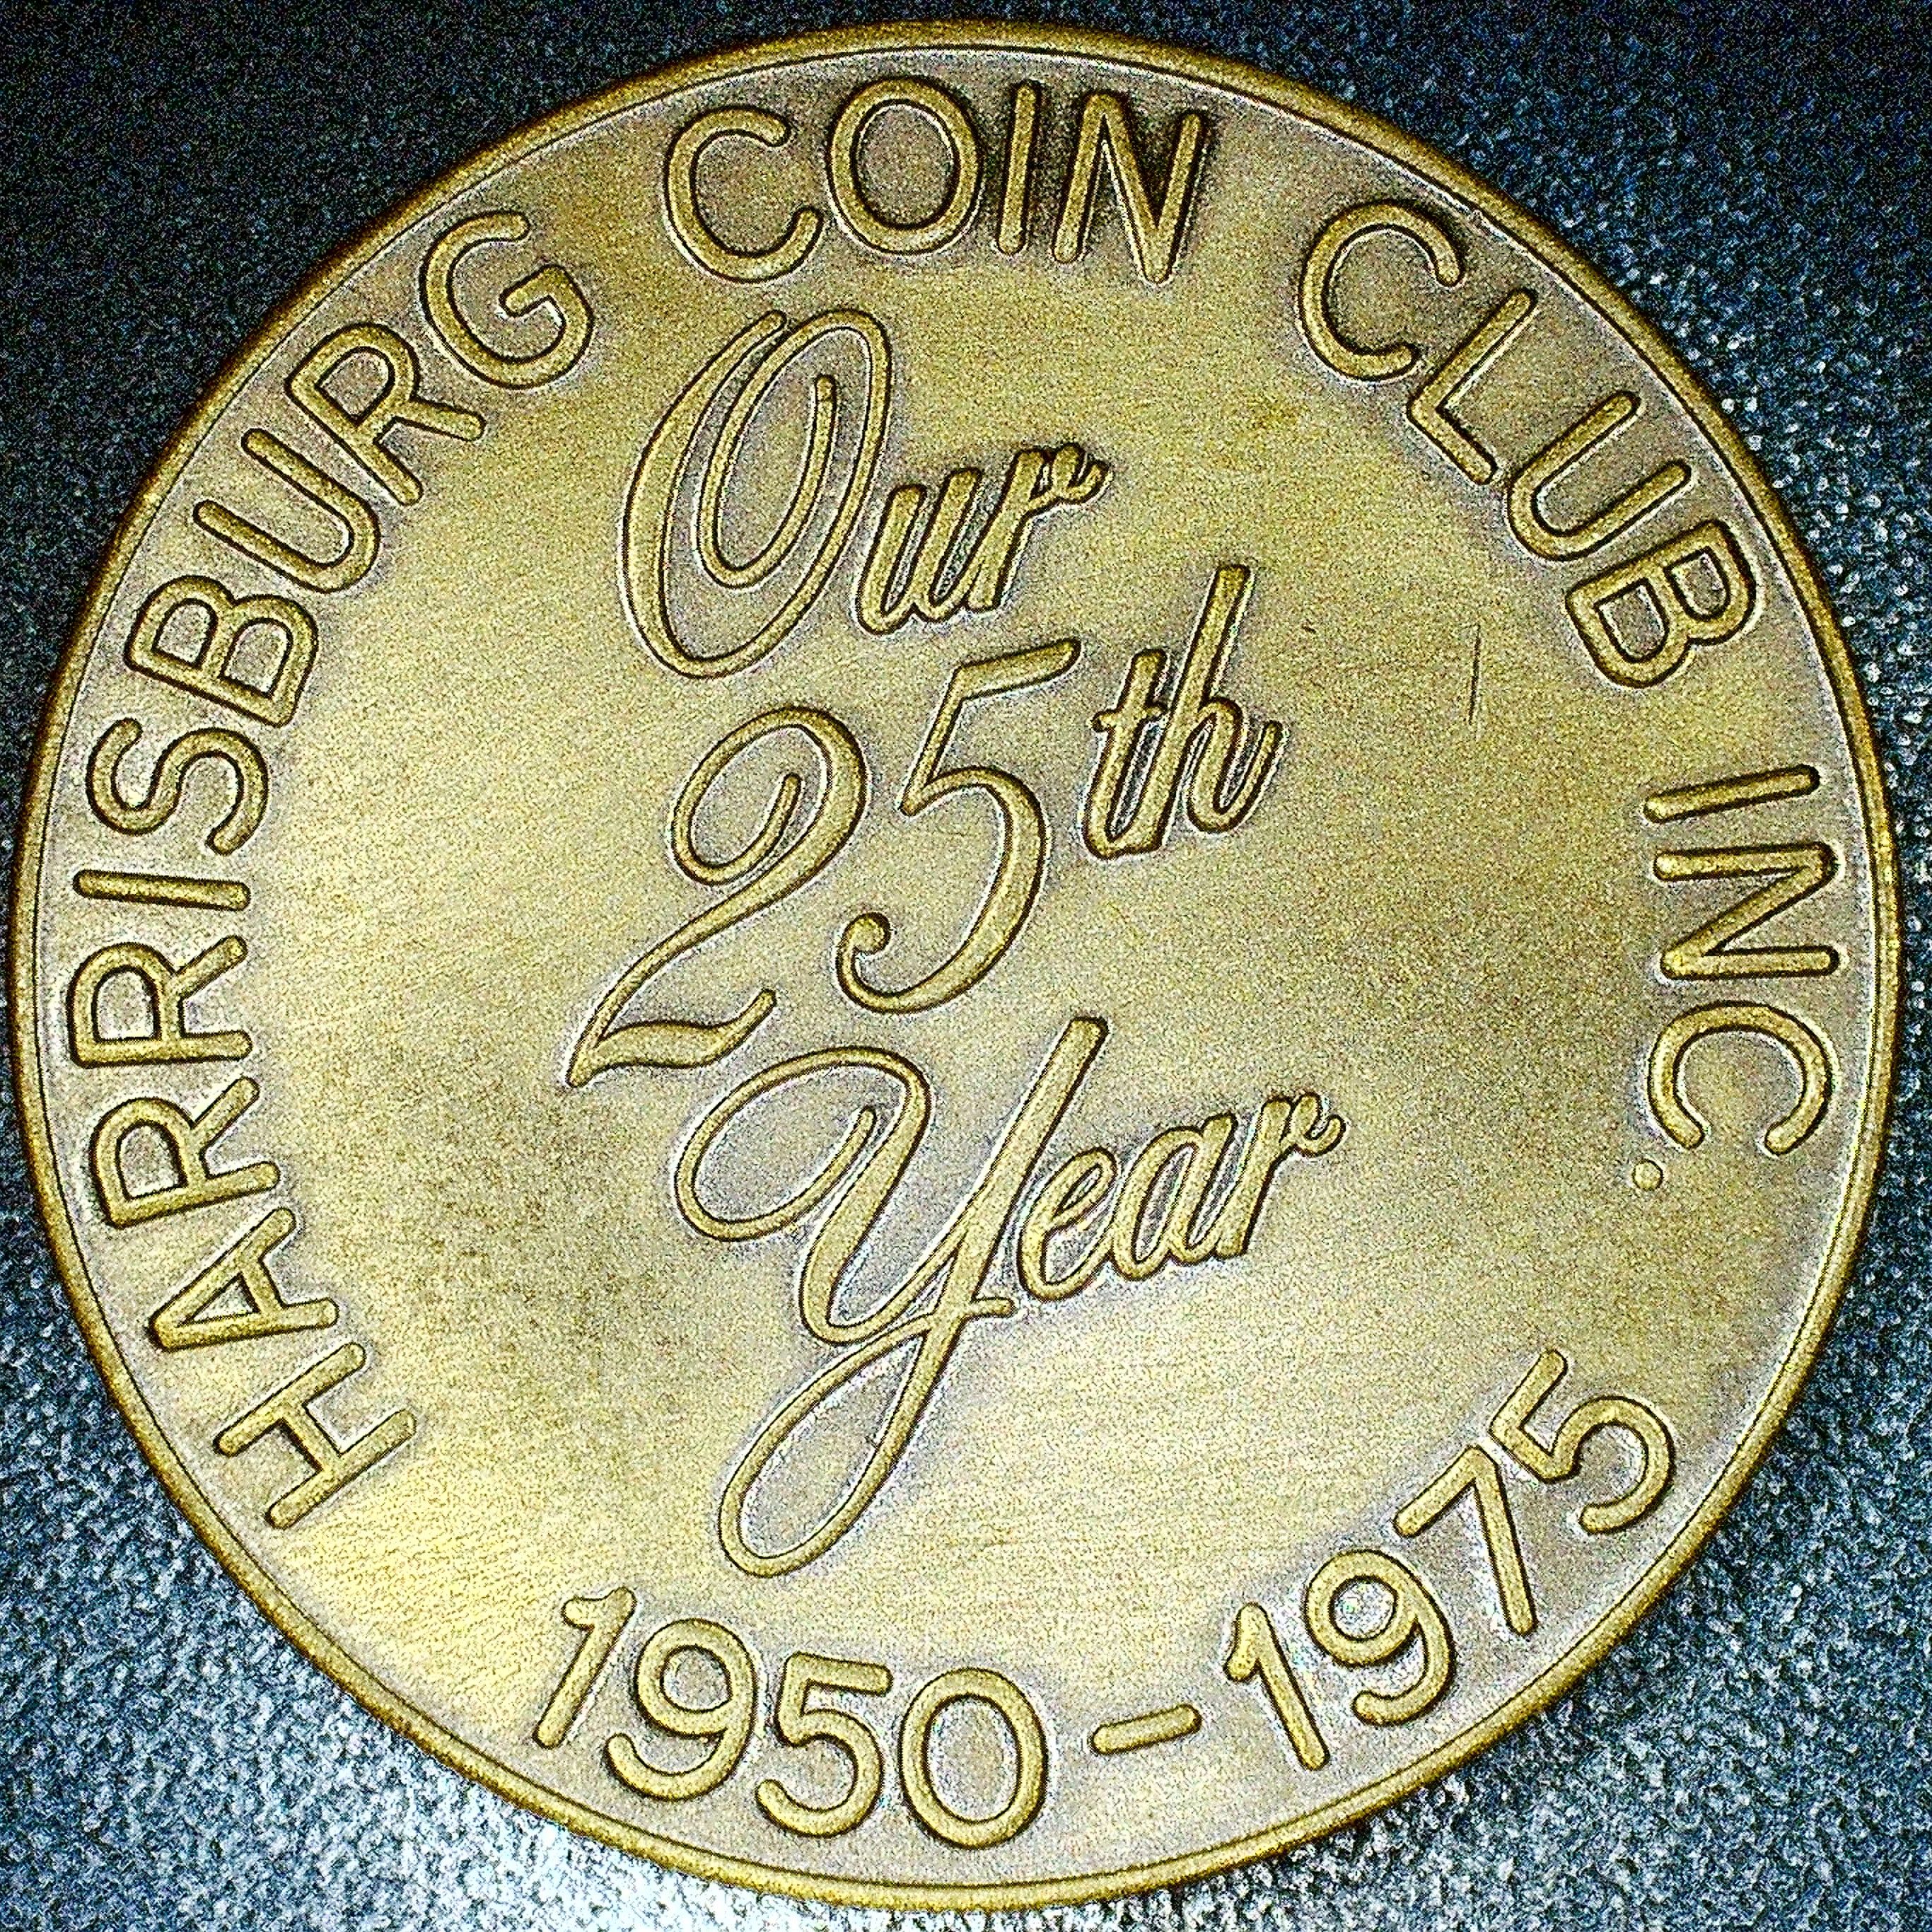 HARRISBURG COIN CLUB INC.
Our
25th
Year
1950-1975